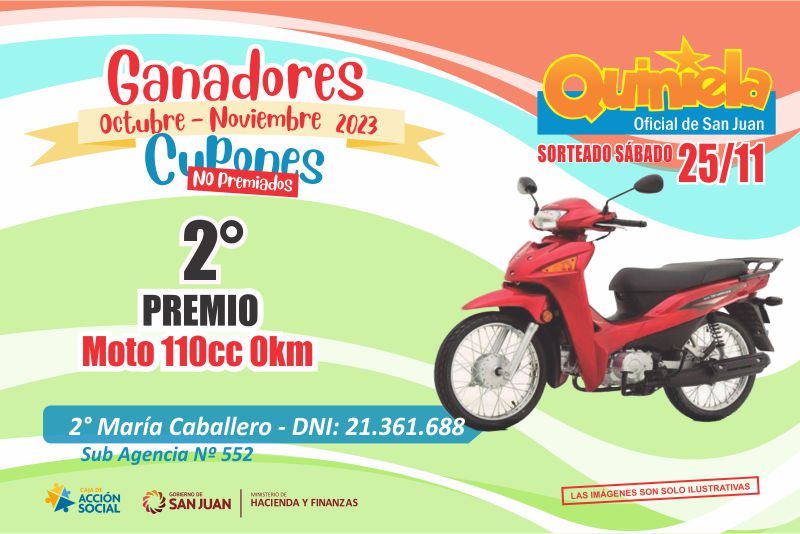 Ganadores
Octubre - Noviembre 2023
Cupones
NO Premiados
Quiniela
Oficial de San Juan
SORTEADO SÁBADO 25/11
2°
PREMIO
Moto 110cc 0km
2° María Caballero - DNI: 21.361.688
Sub Agencia Nº 552
CAJA DE
ACCIÓN
SOCIAL
GOBIERNO DE
SAN JUAN
MINISTERIO DE
HACIENDA Y FINANZAS
LAS IMÁGENES SON SOLO ILUSTRATIVAS